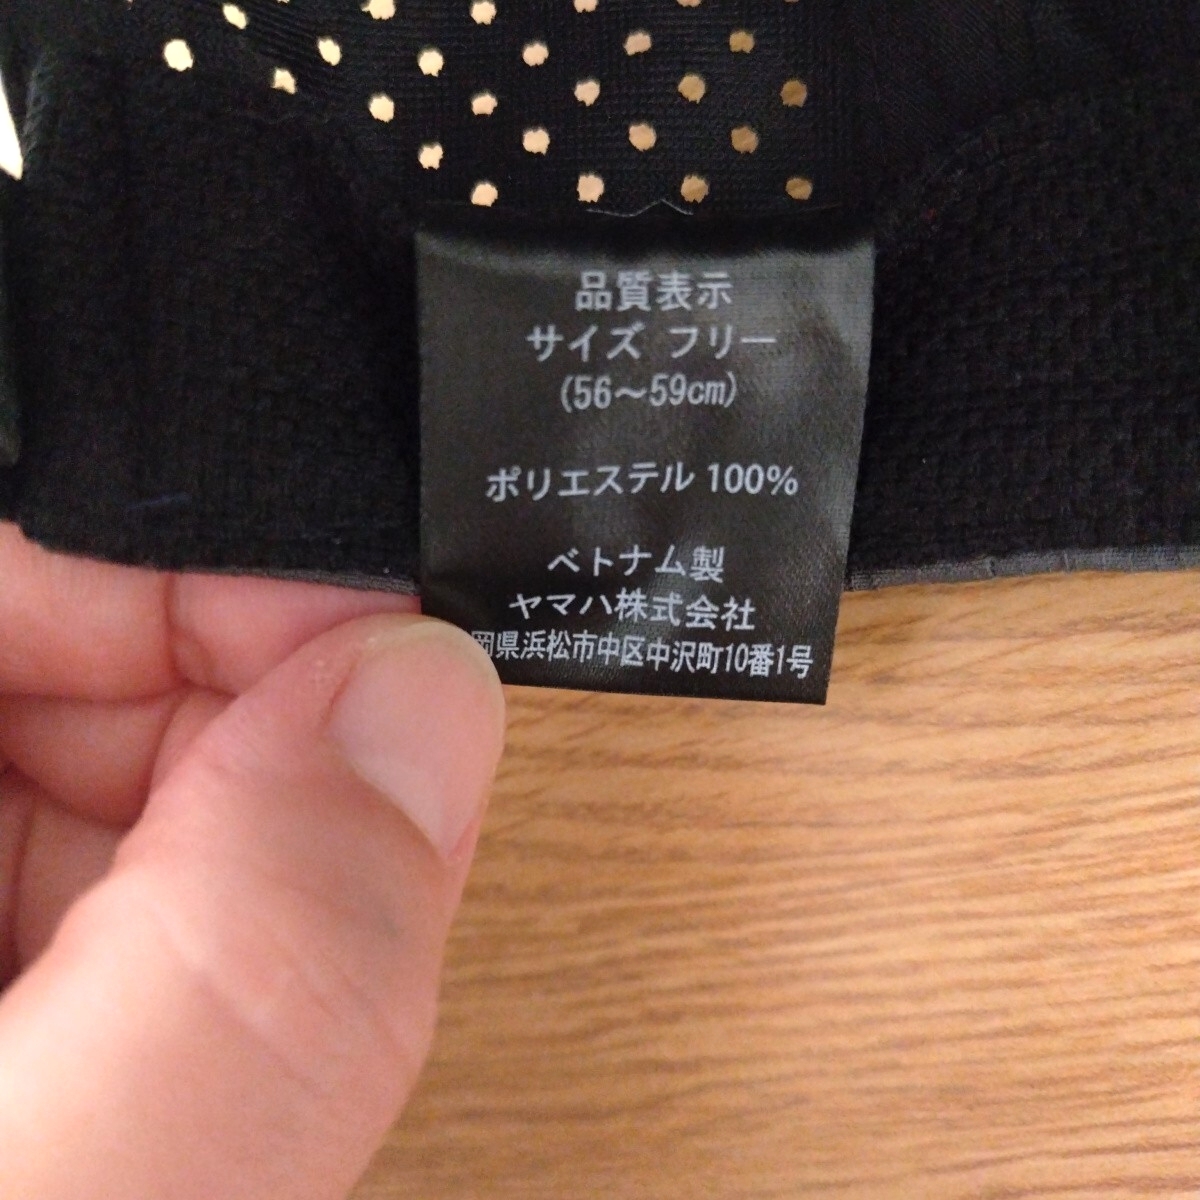 品質表示
サイズ フリー
(56～59cm)
ポリエステル 100%
ベトナム製
ヤマハ株式会社
岡県浜松市中区中沢町10番1号